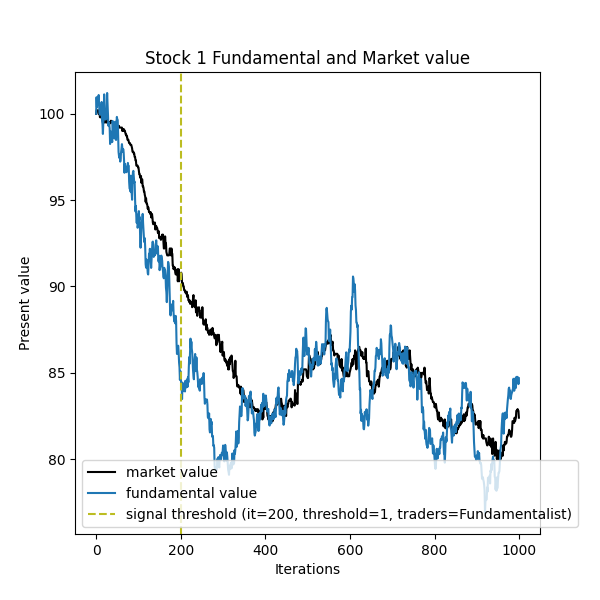 Stock 1 Fundamental and Market value
Present value
100
95
90
85
80
market value
fundamental value
signal threshold (it=200, threshold=1, traders=Fundamentalist)
0 200 400 600 800 1000
Iterations